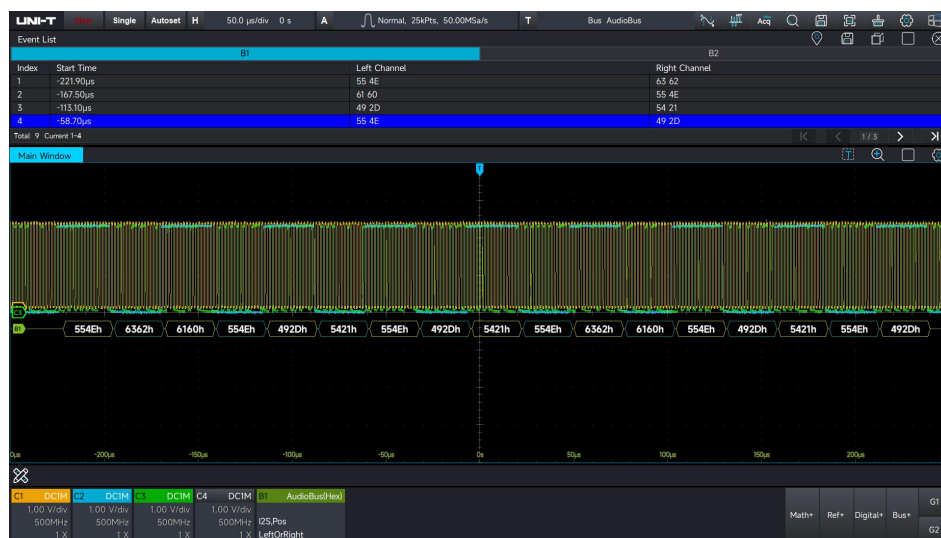 UNI-T Stop Single Autoset H 50.0 µs/div 0 s A Normal, 25kPts, 50.00MSa/s T Bus AudioBus Acq
Event List
B1 B2
Index Start Time Left Channel Right Channel
1 -221.90µs 55 4E 63 62
2 -167.50µs 61 60 55 4E
3 -113.10µs 49 2D 54 21
4 -58.70µs 55 4E 49 2D
Total 9 Current 1-4 1/3
Main Window T
T
C3
B1 554Eh 6362h 6160h 554Eh 492Dh 5421h 554Eh 492Dh 5421h 554Eh 6362h 6160h 554Eh 492Dh 5421h 554Eh 492Dh
0µs -200µs -150µs -100µs -50µs 0s 50µs 100µs 150µs 200µs
C1 DC1M C2 DC1M C3 DC1M C4 DC1M B1 AudioBus(Hex)
1.00 V/div 1.00 V/div 1.00 V/div 1.00 V/div
500MHz 500MHz 500MHz 500MHz I2S,Pos
1 X 1 X 1 X 1 X LeftOrRight
Math+ Ref+ Digital+ Bus+
G1
G2